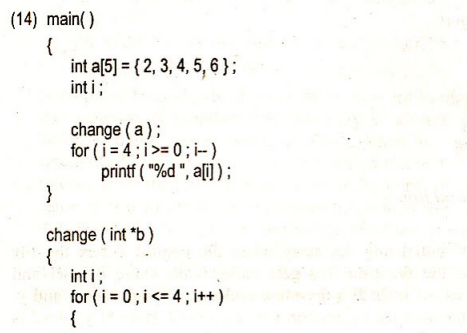 (14) main( )
{
int a[5] = { 2, 3, 4, 5, 6 } ;
int i ;
change ( a ) ;
for ( i = 4 ; i >= 0 ; i-- )
printf ( "%d ", a[i] ) ;
}
change ( int *b )
{
int i ;
for ( i = 0 ; i <= 4 ; i++ )
{